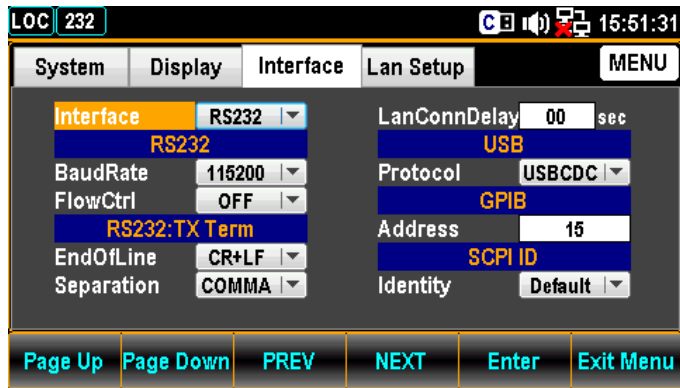 LOC 232 C 15:51:31
System Display Interface Lan Setup MENU
Interface RS232
RS232
BaudRate 115200
FlowCtrl OFF
RS232:TX Term
EndOfLine CR+LF
Separation COMMA
LanConnDelay 00 sec
USB
Protocol USBCDC
GPIB
Address 15
SCPI ID
Identity Default
Page Up Page Down PREV NEXT Enter Exit Menu